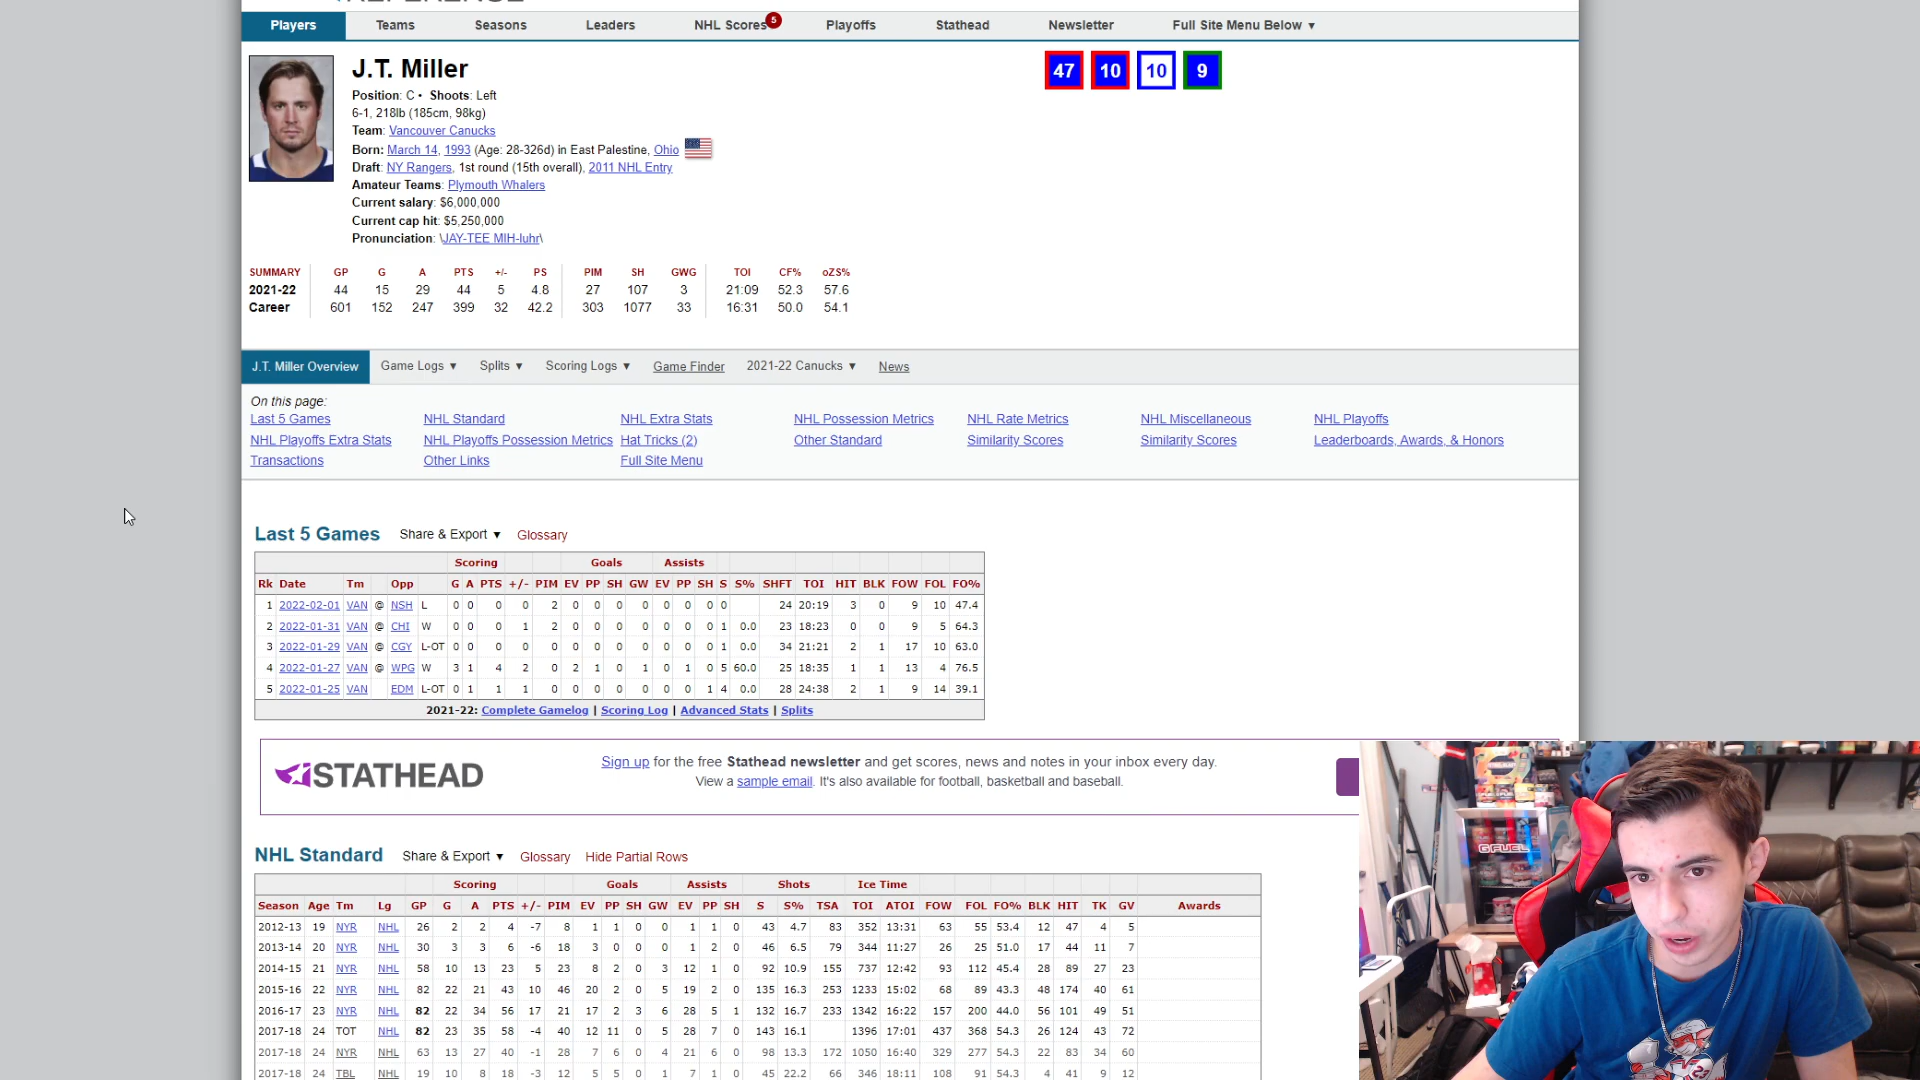 Players Teams Seasons Leaders NHL Scores 5 Playoffs Stathead Newsletter Full Site Menu Below ▼
J.T. Miller
47 10 10 9
Position: C • Shoots: Left
6-1, 218lb (185cm, 98kg)
Team: Vancouver Canucks
Born: March 14, 1993 (Age: 28-326d) in East Palestine, Ohio
Draft: NY Rangers, 1st round (15th overall), 2011 NHL Entry
Amateur Teams: Plymouth Whalers
Current salary: $6,000,000
Current cap hit: $5,250,000
Pronunciation: \JAY-TEE MIH-luhr\
SUMMARY GP G A PTS +/- PS PIM SH GWG TOI CF% oZS%
2021-22 44 15 29 44 5 4.8 27 107 3 21:09 52.3 57.6
Career 601 152 247 399 32 42.2 303 1077 33 16:31 50.0 54.1
J.T. Miller Overview Game Logs ▼ Splits ▼ Scoring Logs ▼ Game Finder 2021-22 Canucks ▼ News
On this page:
Last 5 Games NHL Standard NHL Extra Stats NHL Possession Metrics NHL Rate Metrics NHL Miscellaneous NHL Playoffs
NHL Playoffs Extra Stats NHL Playoffs Possession Metrics Hat Tricks (2) Other Standard Similarity Scores Similarity Scores Leaderboards, Awards, & Honors
Transactions Other Links Full Site Menu
Last 5 Games Share & Export ▼ Glossary
Scoring Goals Assists
Rk Date Tm Opp G A PTS +/- PIM EV PP SH GW EV PP SH S S% SHFT TOI HIT BLK FOW FOL FO%
1 2022-02-01 VAN @ NSH L 0 0 0 0 2 0 0 0 0 0 0 0 0 24 20:19 3 0 9 10 47.4
2 2022-01-31 VAN @ CHI W 0 0 0 1 2 0 0 0 0 0 0 0 1 0.0 23 18:23 0 0 9 5 64.3
3 2022-01-29 VAN @ CGY L-OT 0 0 0 0 0 0 0 0 0 0 0 0 1 0.0 34 21:21 2 1 17 10 63.0
4 2022-01-27 VAN @ WPG W 3 1 4 2 0 2 1 0 1 0 1 0 5 60.0 25 18:35 1 1 13 4 76.5
5 2022-01-25 VAN EDM L-OT 0 1 1 1 0 0 0 0 0 0 0 1 4 0.0 28 24:38 2 1 9 14 39.1
2021-22: Complete Gamelog | Scoring Log | Advanced Stats | Splits
STATHEAD
Sign up for the free Stathead newsletter and get scores, news and notes in your inbox every day.
View a sample email. It's also available for football, basketball and baseball.
NHL Standard Share & Export ▼ Glossary Hide Partial Rows
Scoring Goals Assists Shots Ice Time
Season Age Tm Lg GP G A PTS +/- PIM EV PP SH GW EV PP SH S S% TSA TOI ATOI FOW FOL FO% BLK HIT TK GV Awards
2012-13 19 NYR NHL 26 2 2 4 -7 8 1 1 0 0 1 1 0 43 4.7 83 352 13:31 63 55 53.4 12 47 4 5
2013-14 20 NYR NHL 30 3 3 6 -6 18 3 0 0 0 1 2 0 46 6.5 79 344 11:27 26 25 51.0 17 44 11 7
2014-15 21 NYR NHL 58 10 13 23 5 23 8 2 0 3 12 1 0 92 10.9 155 737 12:42 93 112 45.4 28 89 27 23
2015-16 22 NYR NHL 82 22 21 43 10 46 20 2 0 5 19 2 0 135 16.3 253 1233 15:02 68 89 43.3 48 174 40 61
2016-17 23 NYR NHL 82 22 34 56 17 21 17 2 3 6 28 5 1 132 16.7 233 1342 16:22 157 200 44.0 56 101 49 51
2017-18 24 TOT NHL 82 23 35 58 -4 40 12 11 0 5 28 7 0 143 16.1 1396 17:01 437 368 54.3 26 124 43 72
2017-18 24 NYR NHL 63 13 27 40 -1 28 7 6 0 4 21 6 0 98 13.3 172 1050 16:40 329 277 54.3 22 83 34 60
2017-18 24 TBL NHL 19 10 8 18 -3 12 5 5 0 1 7 1 0 45 22.2 66 346 18:11 108 91 54.3 4 41 9 12
GFUEL